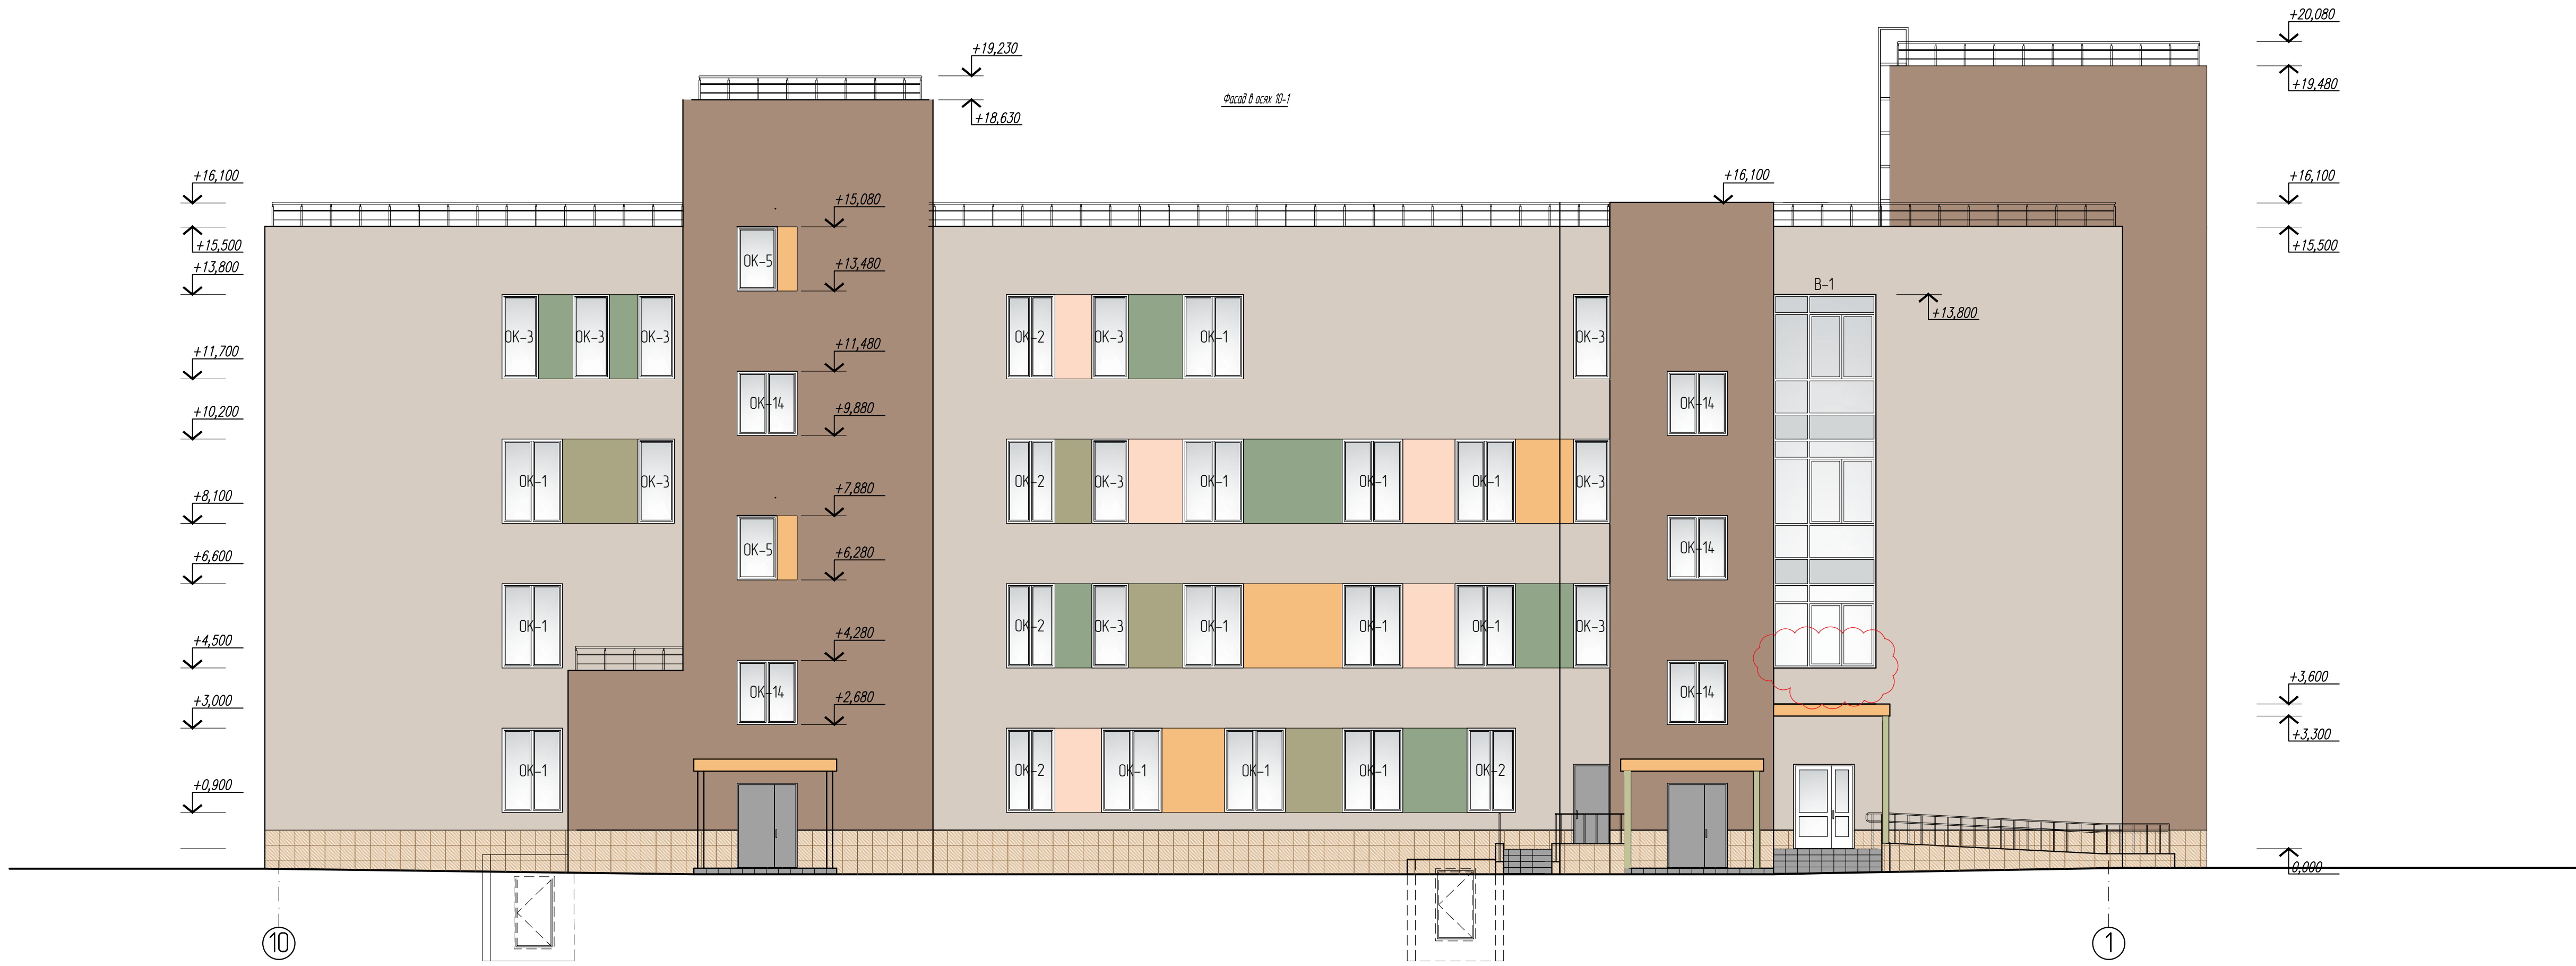 +20,080
+19,230
+19,480
Фасад в осях 10-1
+18,630
+16,100
+16,100
+16,100
+15,080
+15,500
+15,500
ОК-5
+13,800
+13,480
В-1
+13,800
ОК-3
ОК-3
ОК-3
ОК-2
ОК-3
ОК-1
ОК-3
+11,700
+11,480
ОК-14
ОК-14
+10,200
+9,880
ОК-1
ОК-3
ОК-2
ОК-3
ОК-1
ОК-1
ОК-1
ОК-3
+8,100
+7,880
ОК-5
ОК-14
+6,600
+6,280
ОК-1
ОК-2
ОК-3
ОК-1
ОК-1
ОК-1
ОК-3
+4,500
+4,280
+3,600
ОК-14
ОК-14
+3,000
+2,680
+3,300
ОК-1
ОК-2
ОК-1
ОК-1
ОК-1
ОК-2
+0,900
0,000
10
1